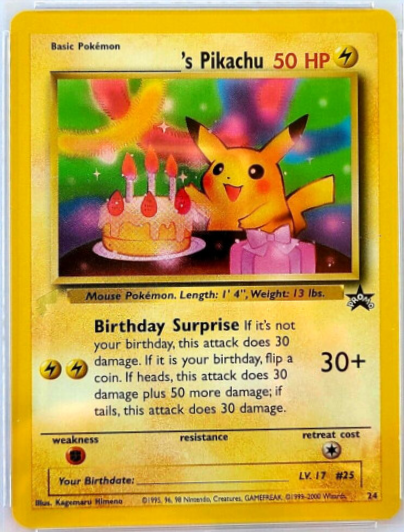 Basic Pokémon
____________'s Pikachu 50 HP
Mouse Pokémon. Length: 1' 4", Weight: 13 lbs.
PROMO
Birthday Surprise If it's not
your birthday, this attack does 30
damage. If it is your birthday, flip a
coin. If heads, this attack does 30
damage plus 50 more damage; if
tails, this attack does 30 damage.
30+
weakness resistance retreat cost
Your Birthdate: ____________ LV. 17 #25
Illus. Kagemaru Himeno ©1995, 96, 98 Nintendo, Creatures, GAMEFREAK. ©1999-2000 Wizards. 24